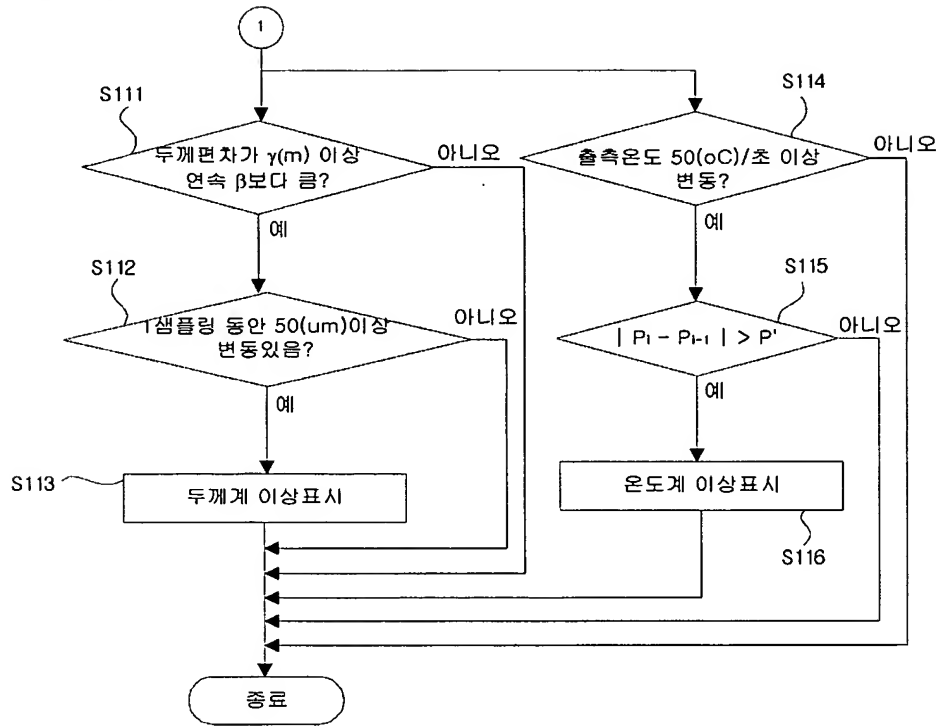 1
S111
두께편차가 γ(m) 이상
연속 β보다 큼?
아니오
예
S112
1샘플링 동안 50(um)이상
변동있음?
아니오
예
S113
두께계 이상표시
S114
출측온도 50(oC)/초 이상
변동?
아니오
예
S115
| Pi - Pi-1 | > P'
아니오
예
온도계 이상표시
S116
종료